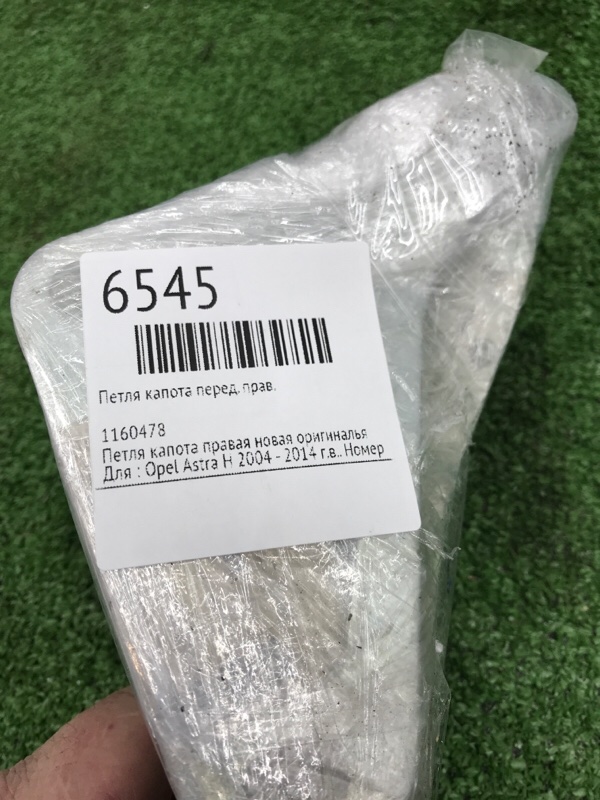 6545
Петля капота перед. прав.
1160478
Петля капота правая новая оригиналья
Для : Opel Astra H 2004 - 2014 г.в.. Номер